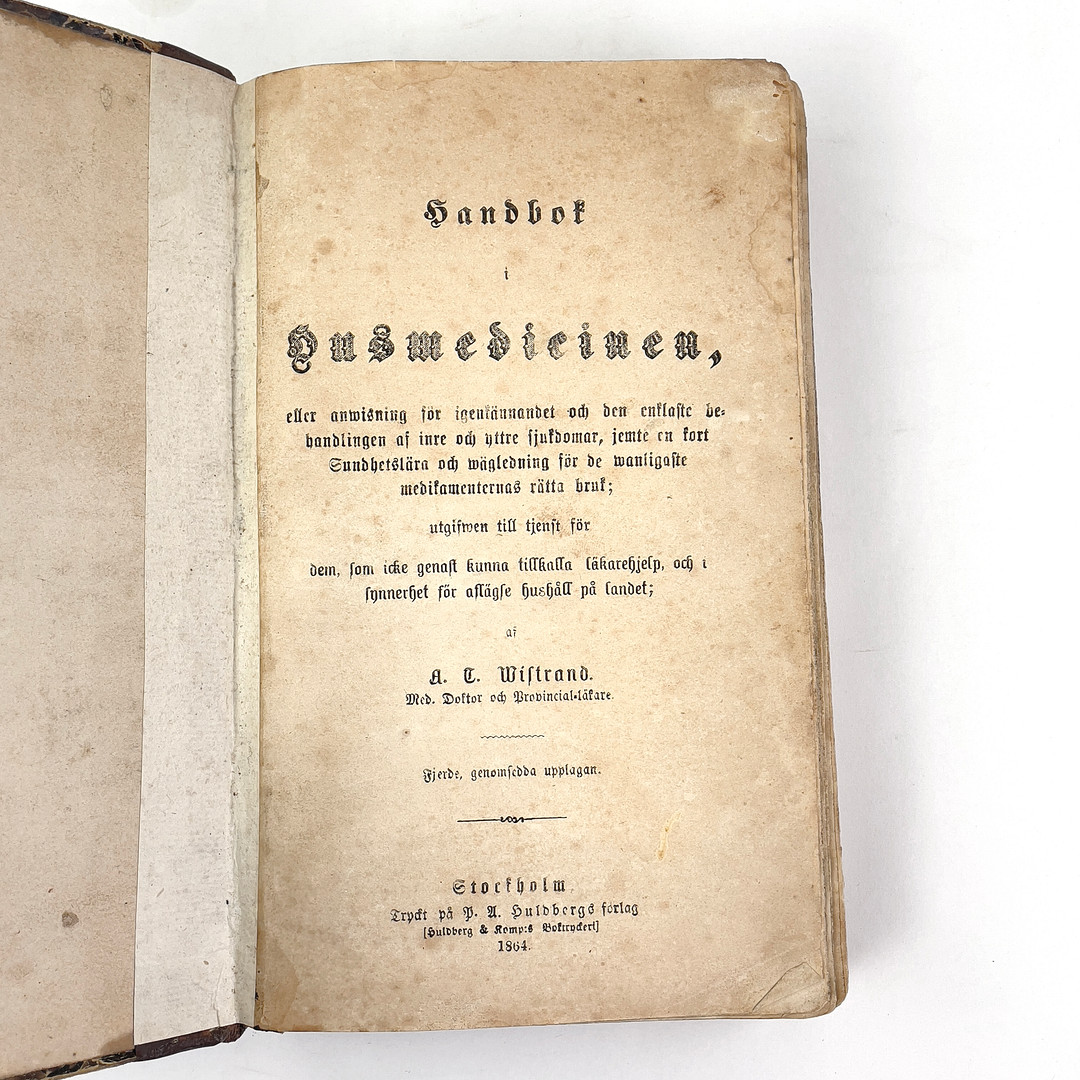 Handbok
i
Husmedicinen,
eller anwisning för igenkännandet och den enklaste be-
handlingen af inre och yttre sjukdomar, jemte en kort
Sundhetslära och wägledning för de wanligaste
medikamenternas rätta bruk;
utgifwen till tjenst för
dem, som icke genast kunna tillkalla läkarehjelp, och i
synnerhet för aflägse hushåll på landet;
af
A. T. Wistrand.
Med. Doktor och Provincial-läkare.
Fjerde, genomsedda upplagan.
Stockholm
Tryckt på P. A. Huldbergs förlag
[Huldberg & Komp:s Boktryckeri]
1864.